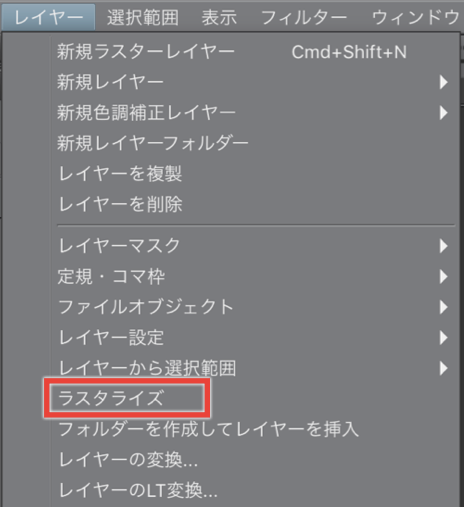 レイヤー 選択範囲 表示 フィルター ウィンドウ
新規ラスターレイヤー Cmd+Shift+N
新規レイヤー
新規色調補正レイヤー
新規レイヤーフォルダー
レイヤーを複製
レイヤーを削除
レイヤーマスク
定規・コマ枠
ファイルオブジェクト
レイヤー設定
レイヤーから選択範囲
ラスタライズ
フォルダーを作成してレイヤーを挿入
レイヤーの変換...
レイヤーのLT変換...